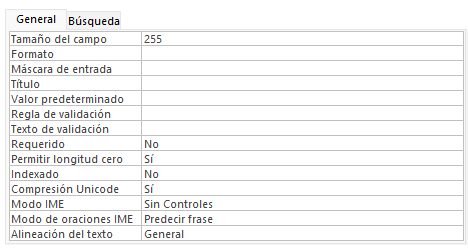 General Búsqueda
Tamaño del campo 255
Formato
Máscara de entrada
Título
Valor predeterminado
Regla de validación
Texto de validación
Requerido No
Permitir longitud cero Sí
Indexado No
Compresión Unicode Sí
Modo IME Sin Controles
Modo de oraciones IME Predecir frase
Alineación del texto General